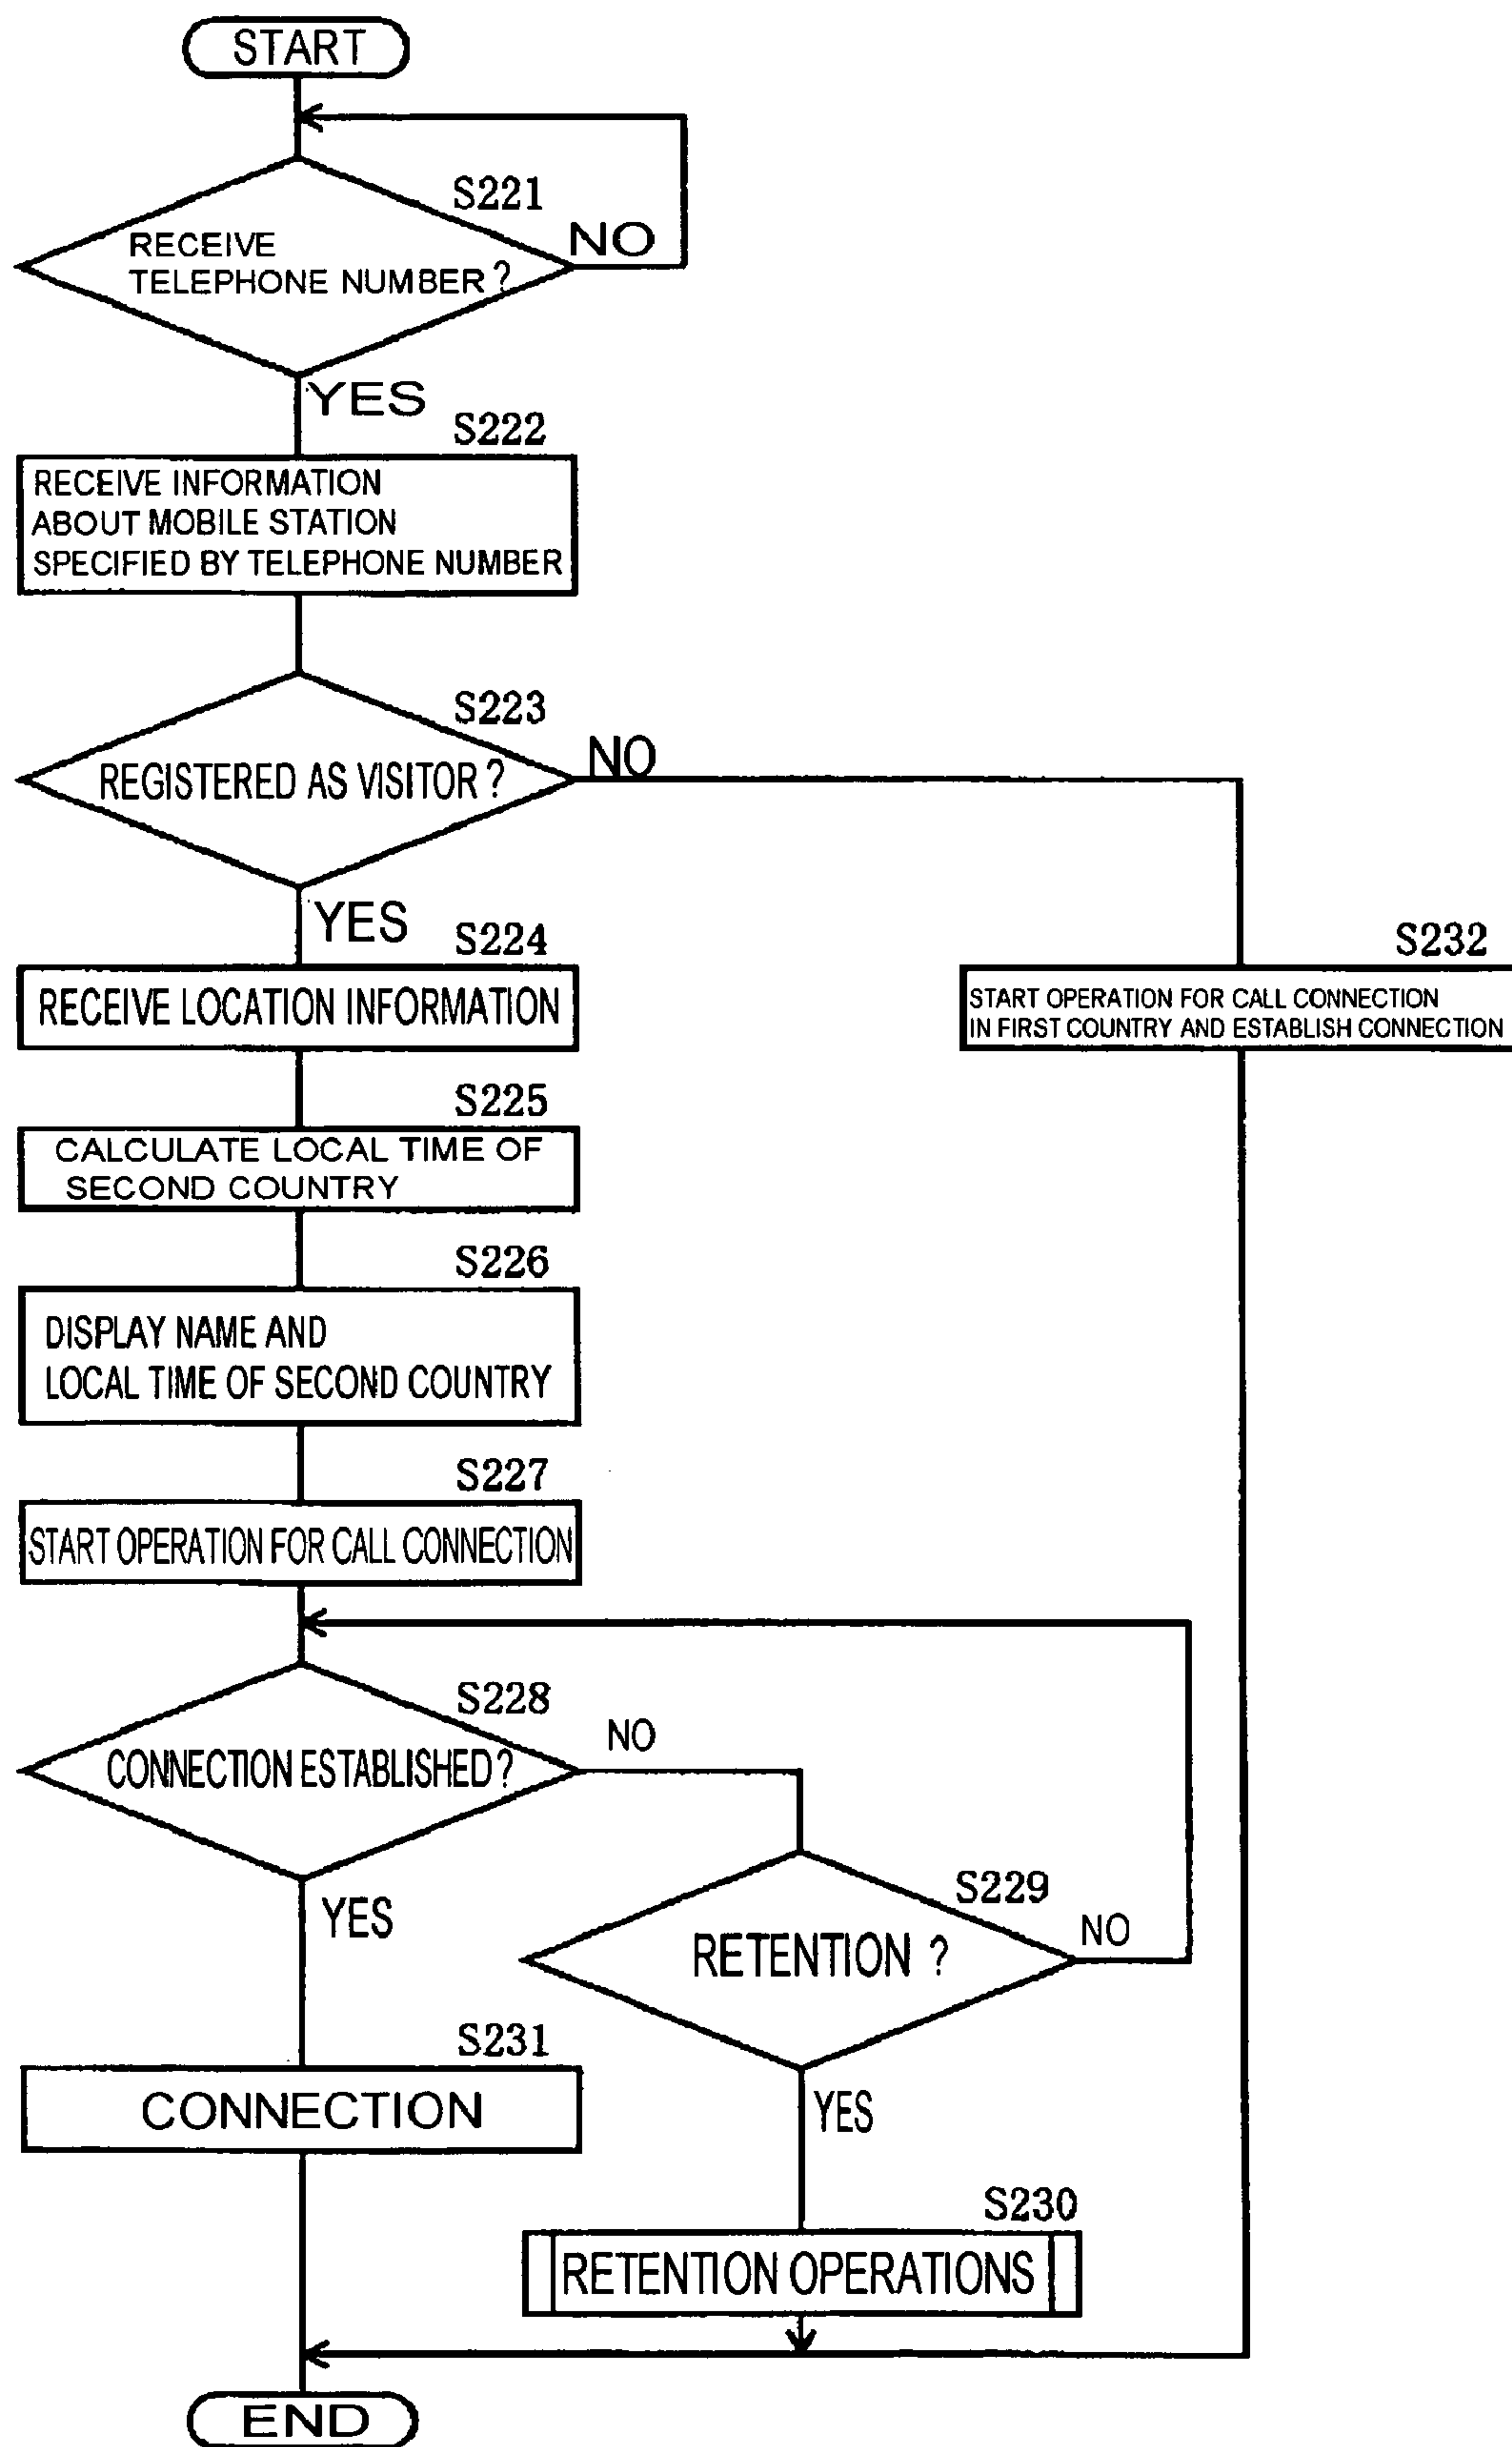 START
S221
RECEIVE
TELEPHONE NUMBER ?
NO
YES
S222
RECEIVE INFORMATION
ABOUT MOBILE STATION
SPECIFIED BY TELEPHONE NUMBER
S223
REGISTERED AS VISITOR ?
NO
YES
S224
RECEIVE LOCATION INFORMATION
S232
START OPERATION FOR CALL CONNECTION
IN FIRST COUNTRY AND ESTABLISH CONNECTION
S225
CALCULATE LOCAL TIME OF
SECOND COUNTRY
S226
DISPLAY NAME AND
LOCAL TIME OF SECOND COUNTRY
S227
START OPERATION FOR CALL CONNECTION
S228
CONNECTION ESTABLISHED ?
NO
YES
S229
RETENTION ?
NO
YES
S231
CONNECTION
S230
RETENTION OPERATIONS
END